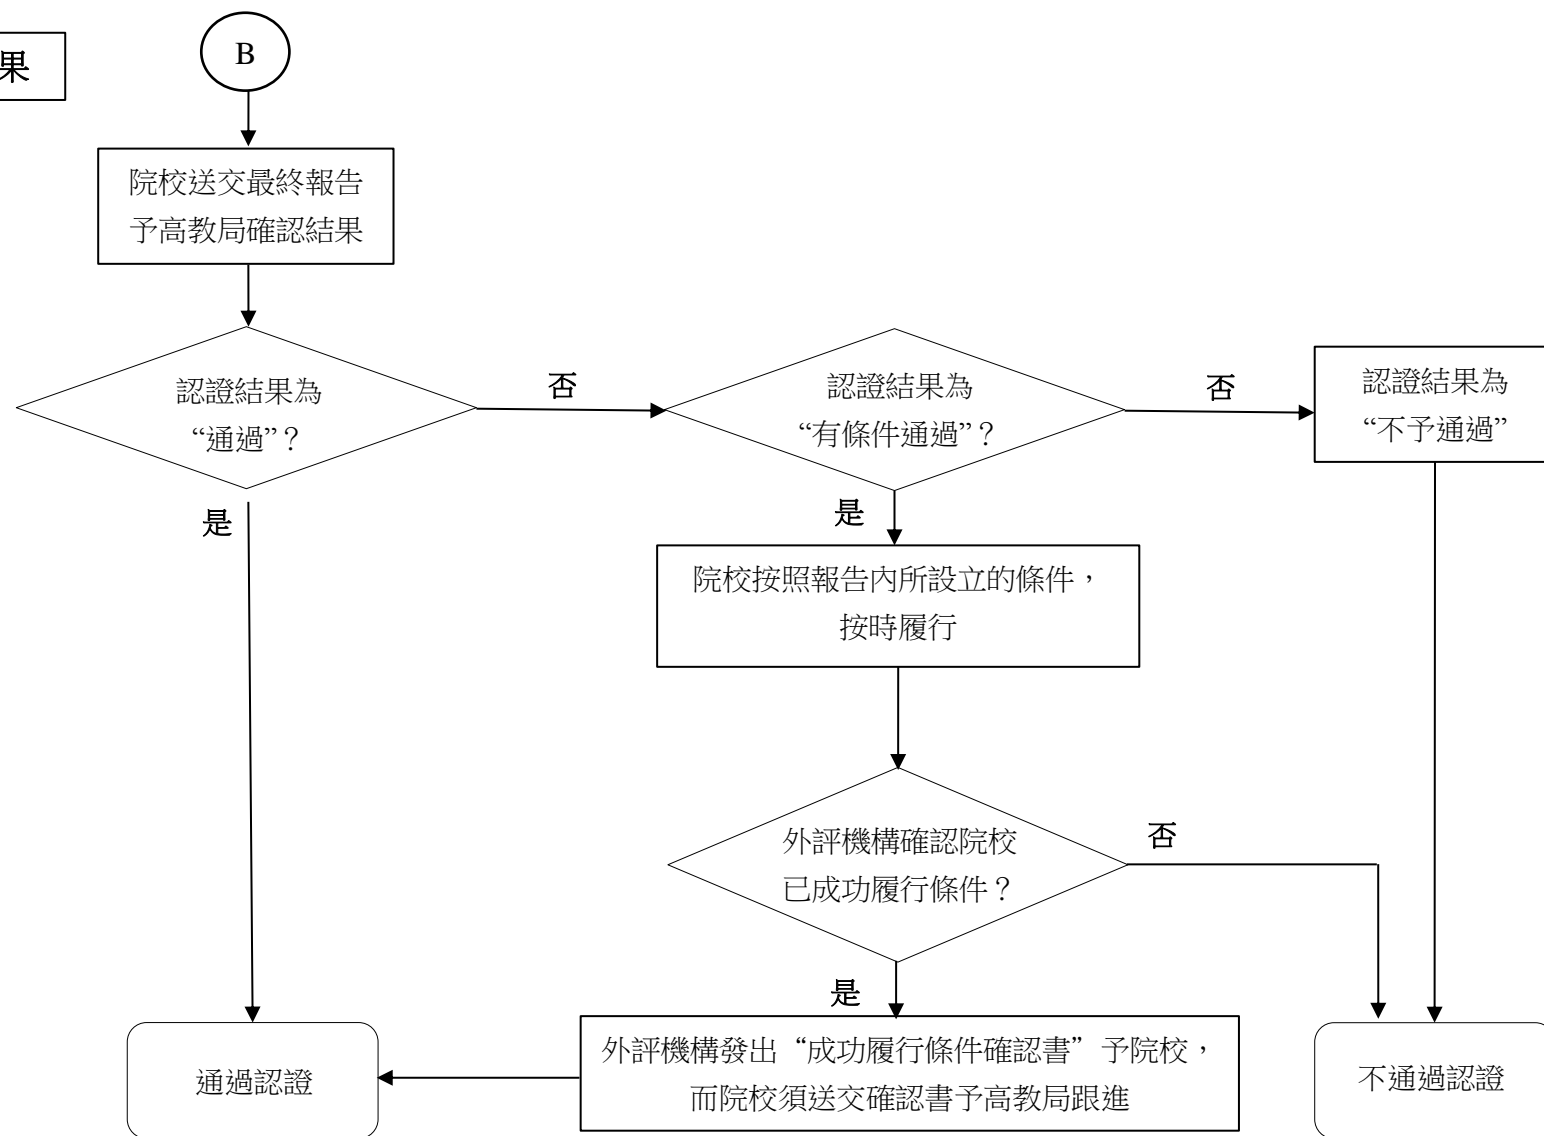 果
B
院校送交最終報告
予高教局確認結果
認證結果為
“通過”？
否
認證結果為
“有條件通過”？
否
認證結果為
“不予通過”
是
是
院校按照報告內所設立的條件，
按時履行
外評機構確認院校
已成功履行條件？
否
是
外評機構發出“成功履行條件確認書”予院校，
而院校須送交確認書予高教局跟進
通過認證
不通過認證